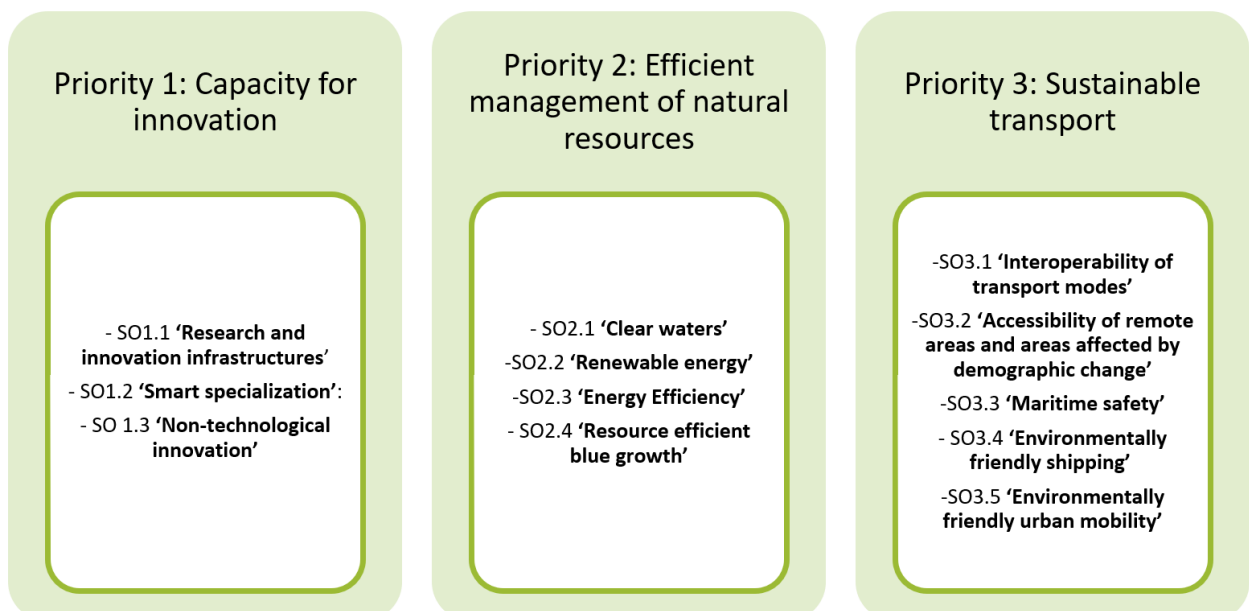 Priority 1: Capacity for
innovation
- SO1.1 ‘Research and
innovation infrastructures’
- SO1.2 ‘Smart specialization’:
- SO 1.3 ‘Non-technological
innovation’
Priority 2: Efficient
management of natural
resources
- SO2.1 ‘Clear waters’
-SO2.2 ‘Renewable energy’
-SO2.3 ‘Energy Efficiency’
- SO2.4 ‘Resource efficient
blue growth’
Priority 3: Sustainable
transport
-SO3.1 ‘Interoperability of
transport modes’
-SO3.2 ‘Accessibility of remote
areas and areas affected by
demographic change’
-SO3.3 ‘Maritime safety’
- SO3.4 ‘Environmentally
friendly shipping’
-SO3.5 ‘Environmentally
friendly urban mobility’